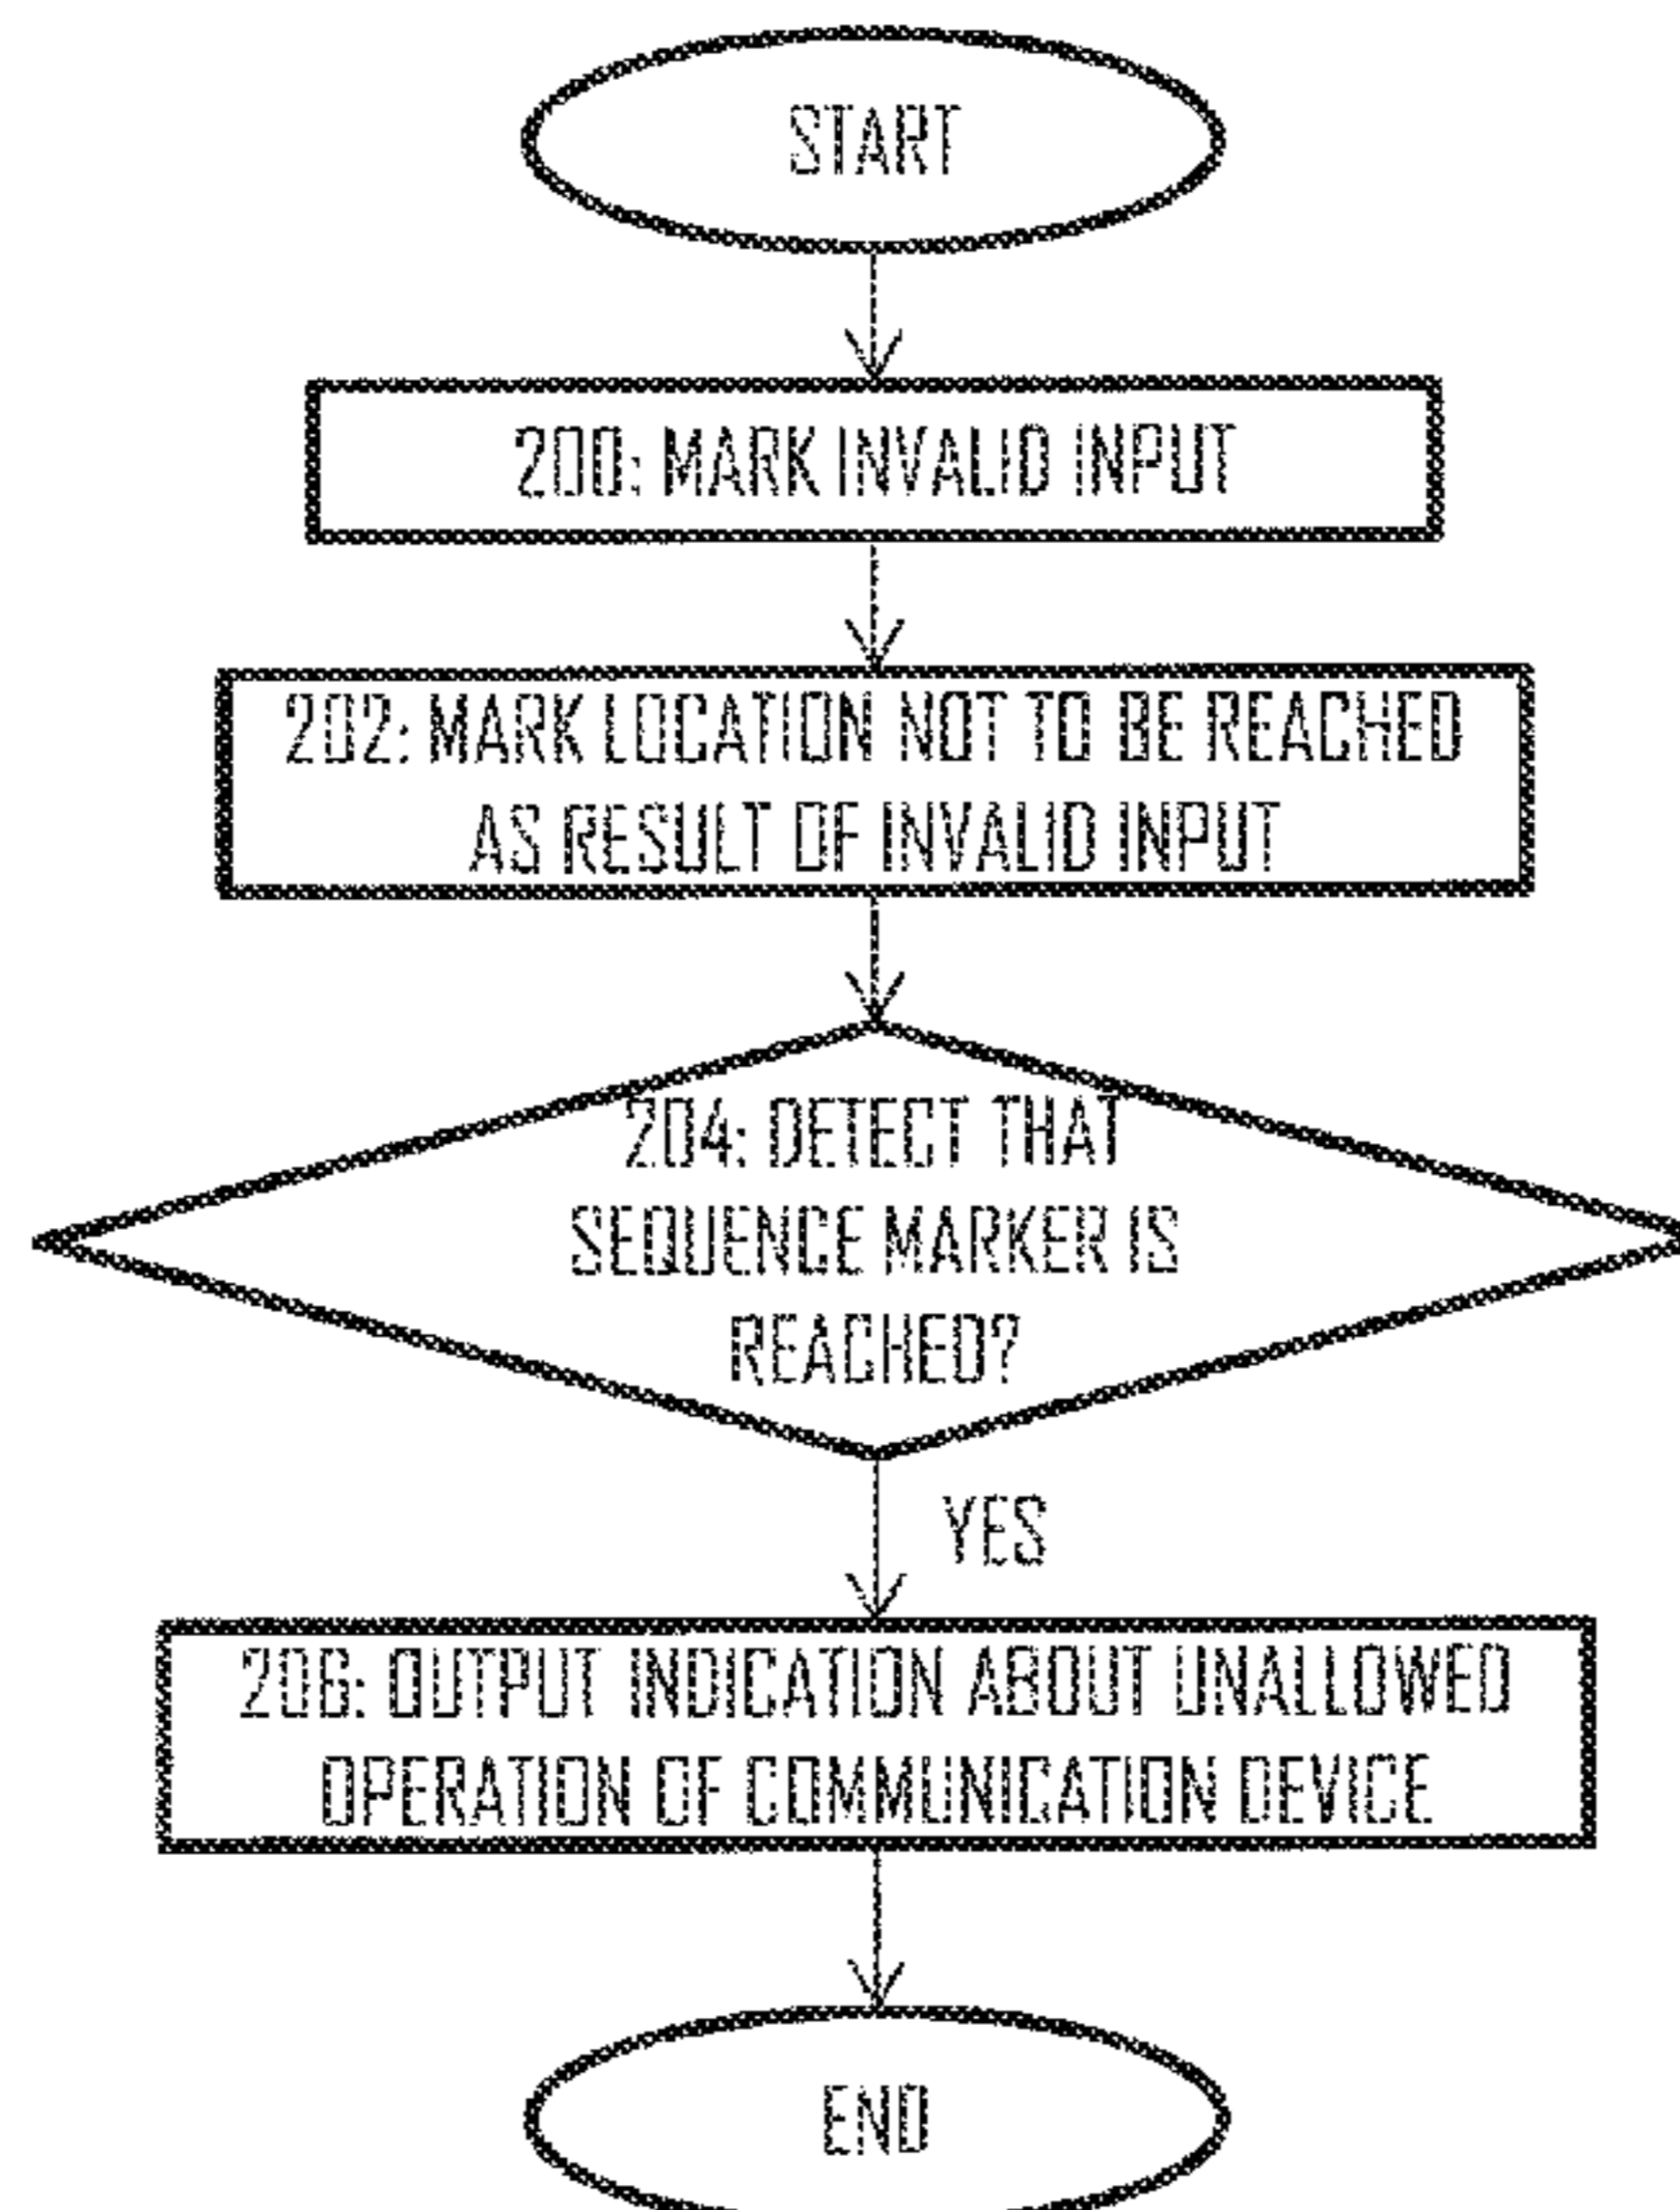 START
200: MARK INVALID INPUT
202: MARK LOCATION NOT TO BE REACHED
AS RESULT OF INVALID INPUT
204: DETECT THAT
SEQUENCE MARKER IS
REACHED?
YES
206: OUTPUT INDICATION ABOUT UNALLOWED
OPERATION OF COMMUNICATION DEVICE
END